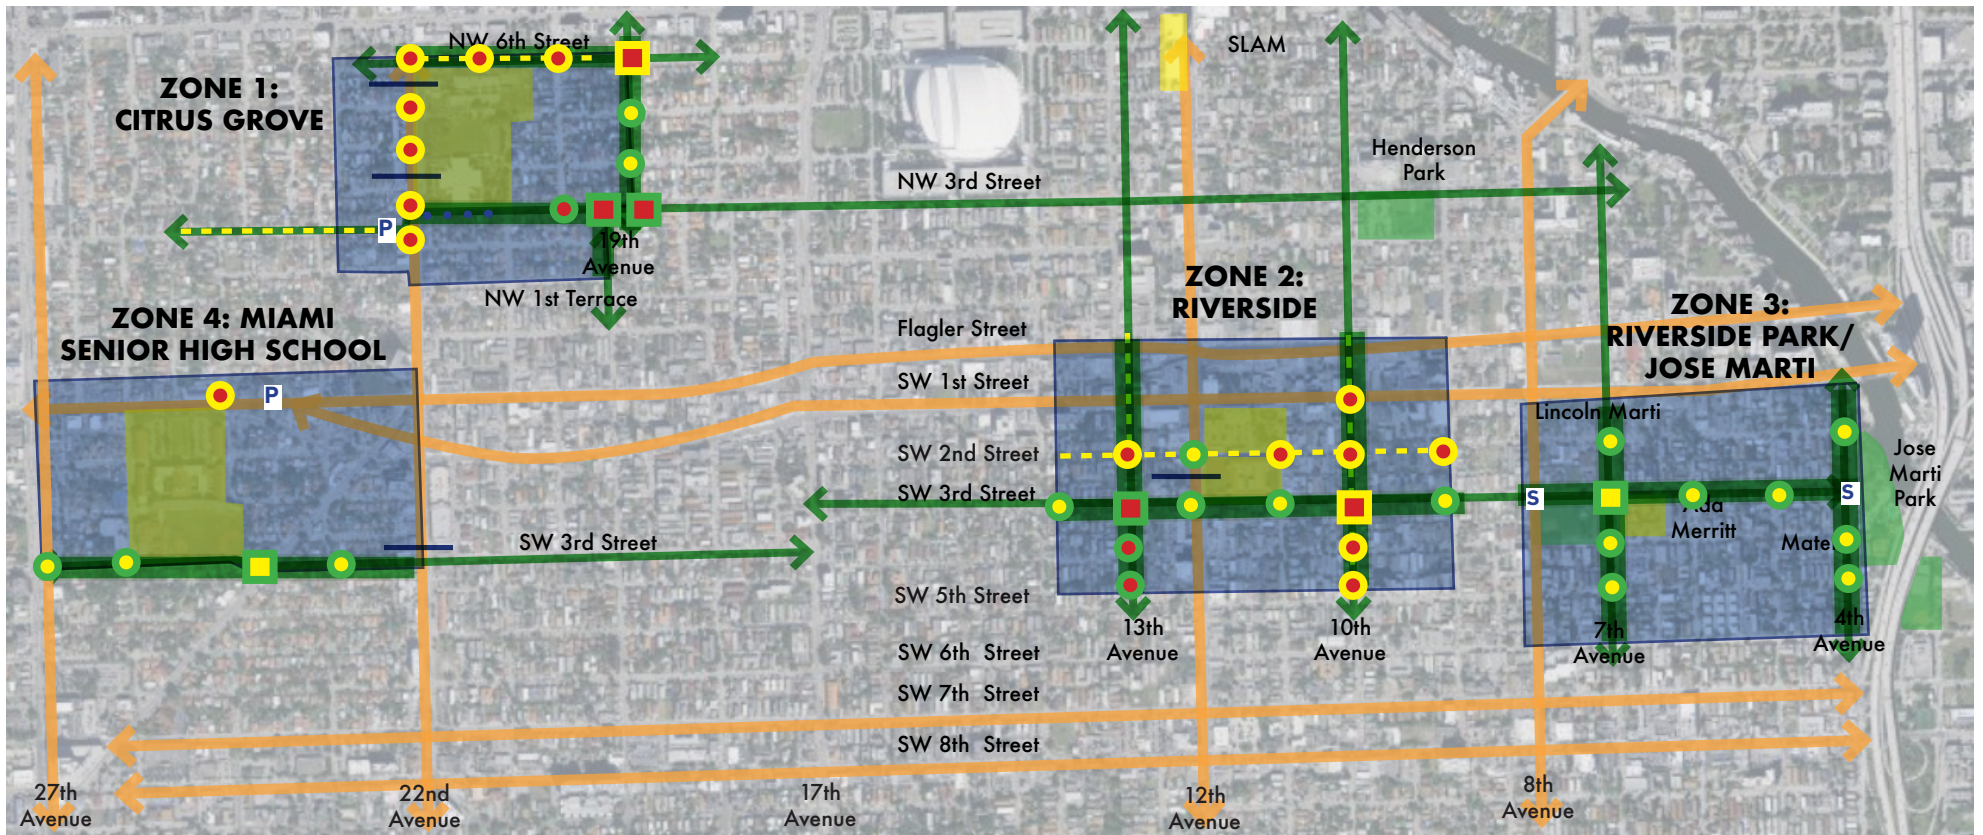 NW 6th Street
SLAM
ZONE 1:
CITRUS GROVE
Henderson
Park
NW 3rd Street
P
19th
Avenue
NW 1st Terrace
ZONE 2:
RIVERSIDE
ZONE 3:
RIVERSIDE PARK/
JOSE MARTI
ZONE 4: MIAMI
SENIOR HIGH SCHOOL
Flagler Street
SW 1st Street
P
Lincoln Marti
SW 2nd Street
Jose
Marti
Park
SW 3rd Street
S
S
Ada
Merritt
Mate
SW 3rd Street
SW 5th Street
13th
Avenue
10th
Avenue
7th
Avenue
4th
Avenue
SW 6th Street
SW 7th Street
SW 8th Street
27th
Avenue
22nd
Avenue
17th
Avenue
12th
Avenue
8th
Avenue